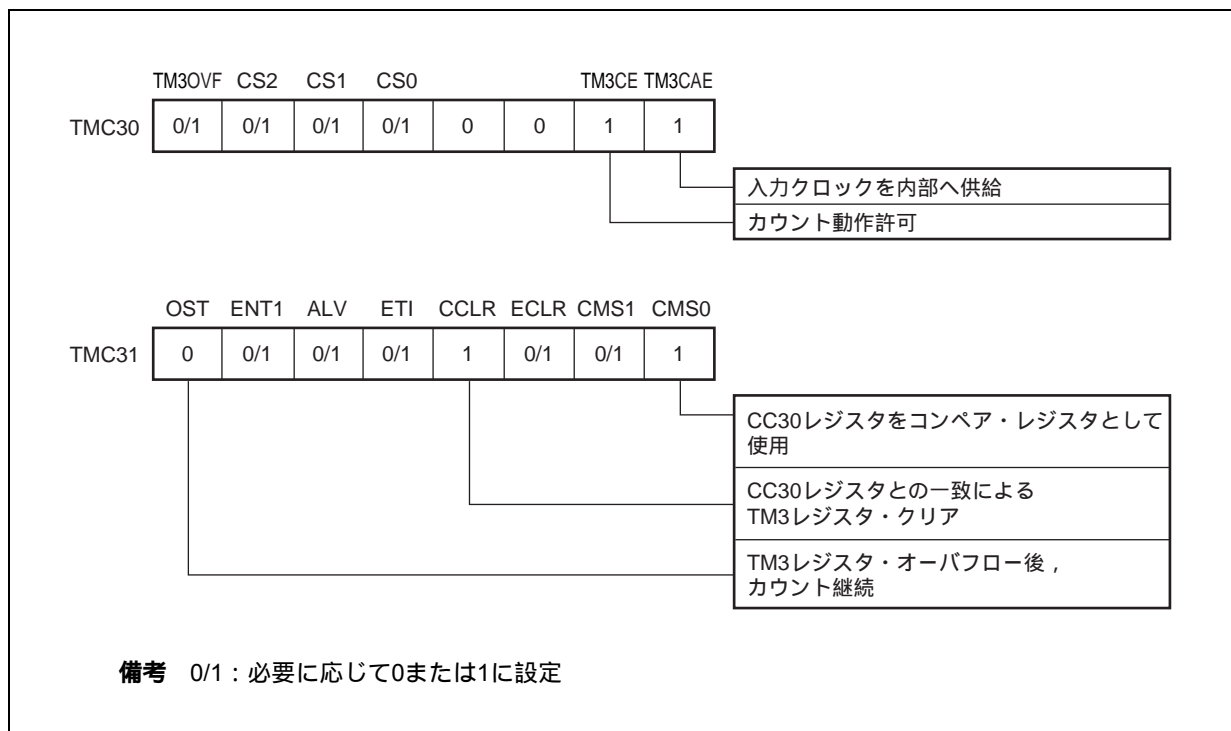 TM3OVF CS2 CS1 CS0 TM3CE TM3CAE
TMC30 0/1 0/1 0/1 0/1 0 0 1 1
入力クロックを内部へ供給
カウント動作許可
OST ENT1 ALV ETI CCLR ECLR CMS1 CMS0
TMC31 0 0/1 0/1 0/1 1 0/1 0/1 1
CC30レジスタをコンペア・レジスタとして
使用
CC30レジスタとの一致による
TM3レジスタ・クリア
TM3レジスタ・オーバフロー後，
カウント継続
備考 0/1：必要に応じて0または1に設定